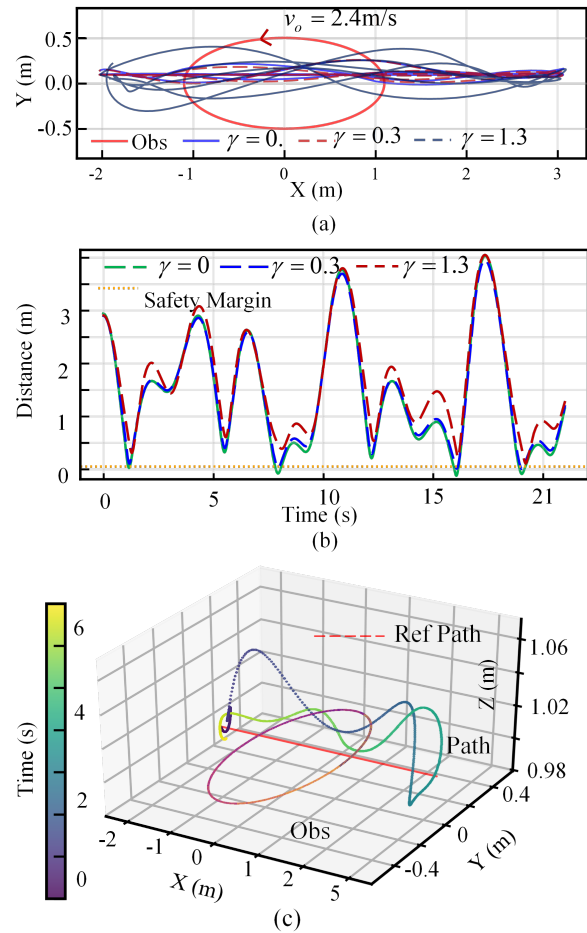 v_o = 2.4m/s
0.5
0.0
-0.5
Y (m)
Obs γ = 0. γ = 0.3 γ = 1.3
-2 -1 0 1 2 3
X (m)
(a)
γ = 0 γ = 0.3 γ = 1.3
Safety Margin
3
2
1
0
Distance (m)
0 5 10 15 21
Time (s)
(b)
6
4
2
0
Time (s)
Ref Path
Path
Obs
1.06
1.02
0.98
Z (m)
0.4
0
-0.4
Y (m)
-2 -1 0 1 2 5
X (m)
(c)